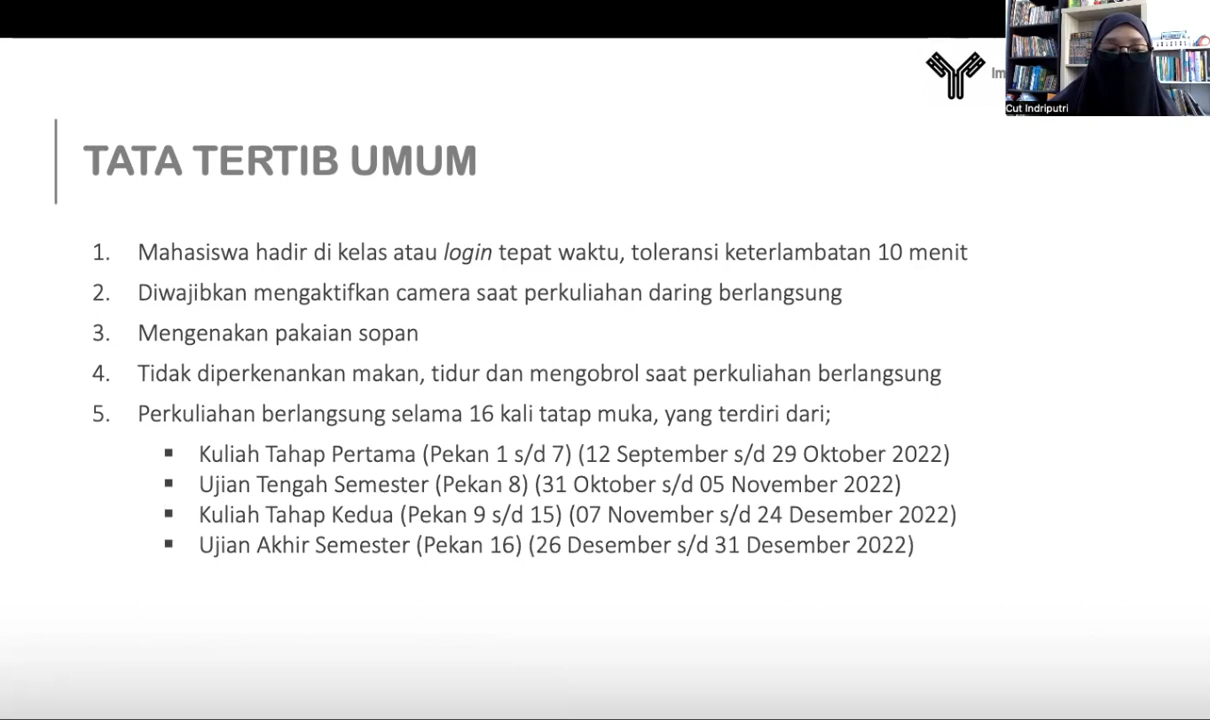 Im
Cut Indriputri
TATA TERTIB UMUM
1. Mahasiswa hadir di kelas atau login tepat waktu, toleransi keterlambatan 10 menit
2. Diwajibkan mengaktifkan camera saat perkuliahan daring berlangsung
3. Mengenakan pakaian sopan
4. Tidak diperkenankan makan, tidur dan mengobrol saat perkuliahan berlangsung
5. Perkuliahan berlangsung selama 16 kali tatap muka, yang terdiri dari;
▪ Kuliah Tahap Pertama (Pekan 1 s/d 7) (12 September s/d 29 Oktober 2022)
▪ Ujian Tengah Semester (Pekan 8) (31 Oktober s/d 05 November 2022)
▪ Kuliah Tahap Kedua (Pekan 9 s/d 15) (07 November s/d 24 Desember 2022)
▪ Ujian Akhir Semester (Pekan 16) (26 Desember s/d 31 Desember 2022)